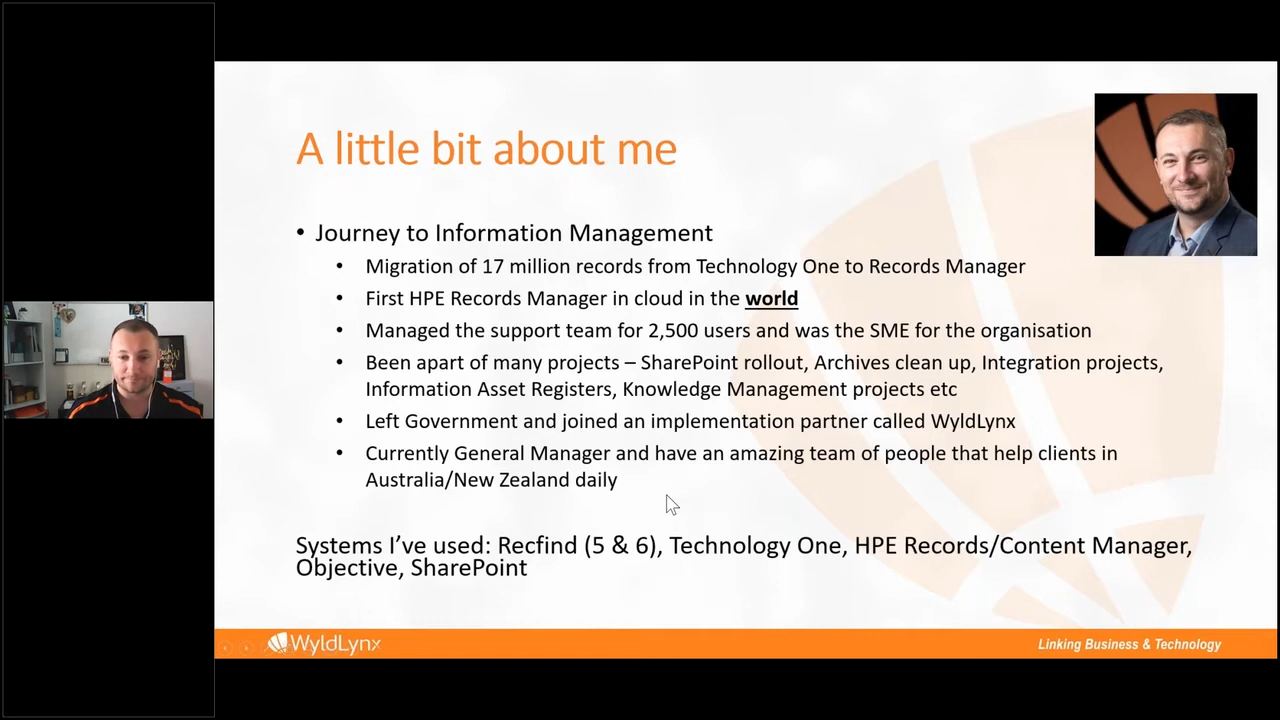 A little bit about me
• Journey to Information Management
• Migration of 17 million records from Technology One to Records Manager
• First HPE Records Manager in cloud in the world
• Managed the support team for 2,500 users and was the SME for the organisation
• Been apart of many projects – SharePoint rollout, Archives clean up, Integration projects,
Information Asset Registers, Knowledge Management projects etc
• Left Government and joined an implementation partner called WyldLynx
• Currently General Manager and have an amazing team of people that help clients in
Australia/New Zealand daily
Systems I’ve used: Recfind (5 & 6), Technology One, HPE Records/Content Manager,
Objective, SharePoint
WyldLynx
Linking Business & Technology